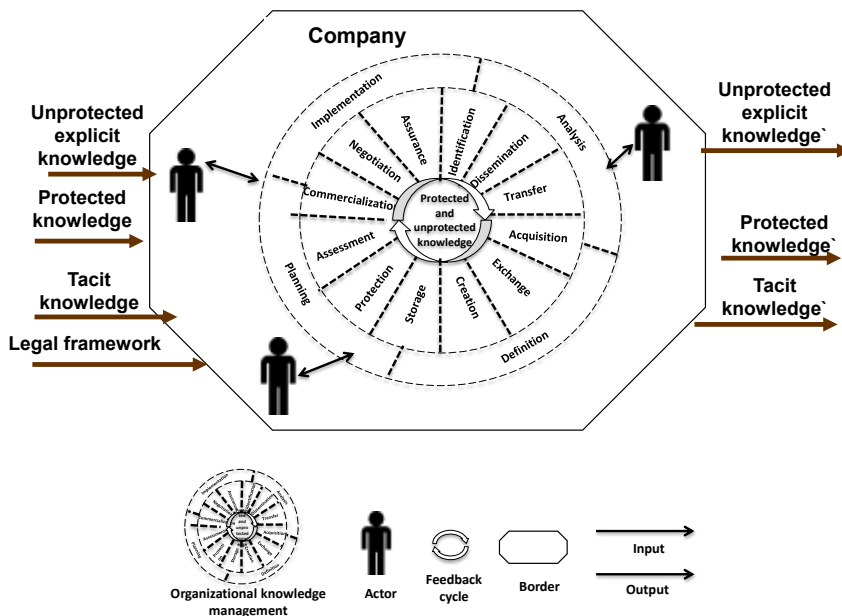 Company
Unprotected
explicit
knowledge
Protected
knowledge
Tacit
knowledge
Legal framework
Implementation
Analysis
Definition
Planning
Identification
Dissemination
Transfer
Acquisition
Exchange
Creation
Storage
Protection
Assessment
Commercialization
Negotiation
Assurance
Protected
and
unprotected
knowledge
Unprotected
explicit
knowledge`
Protected
knowledge`
Tacit
knowledge`
Organizational knowledge
management
Actor
Feedback
cycle
Border
Input
Output